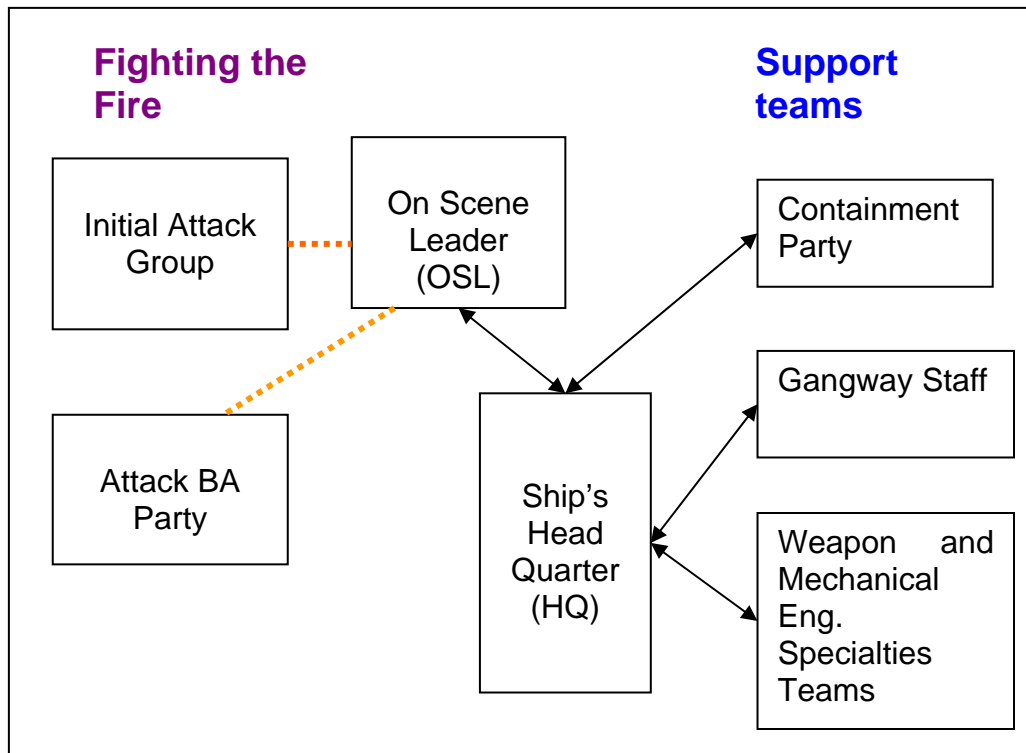 Fighting the
Fire
Support
teams
Initial Attack
Group
On Scene
Leader
(OSL)
Containment
Party
Gangway Staff
Attack BA
Party
Ship’s
Head
Quarter
(HQ)
Weapon and
Mechanical
Eng.
Specialties
Teams